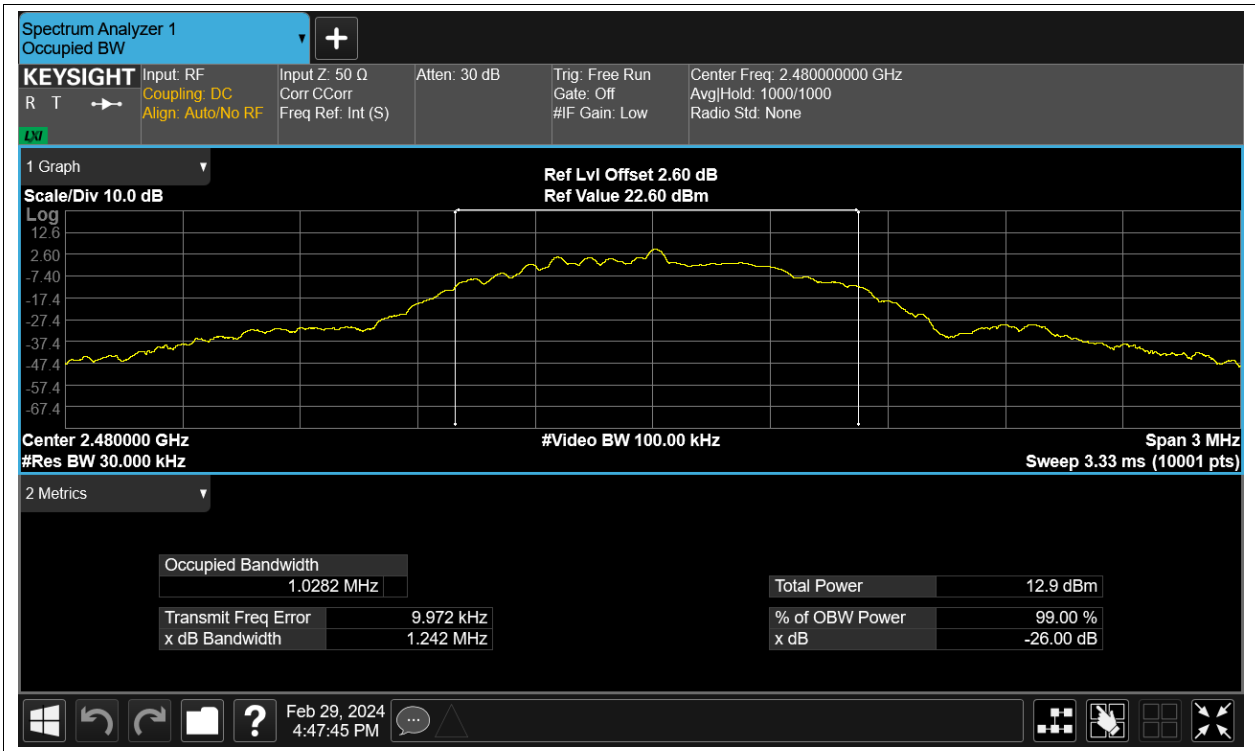 Spectrum Analyzer 1
Occupied BW
KEYSIGHT
R T
LXI
Input: RF
Coupling: DC
Align: Auto/No RF
Input Z: 50 Ω
Corr CCorr
Freq Ref: Int (S)
Atten: 30 dB
Trig: Free Run
Gate: Off
#IF Gain: Low
Center Freq: 2.480000000 GHz
Avg|Hold: 1000/1000
Radio Std: None
1 Graph
Scale/Div 10.0 dB
Ref Lvl Offset 2.60 dB
Ref Value 22.60 dBm
Log
12.6
2.60
-7.40
-17.4
-27.4
-37.4
-47.4
-57.4
-67.4
Center 2.480000 GHz
#Res BW 30.000 kHz
#Video BW 100.00 kHz
Span 3 MHz
Sweep 3.33 ms (10001 pts)
2 Metrics
Occupied Bandwidth
1.0282 MHz
Transmit Freq Error 9.972 kHz
x dB Bandwidth 1.242 MHz
Total Power 12.9 dBm
% of OBW Power 99.00 %
x dB -26.00 dB
?
Feb 29, 2024
4:47:45 PM